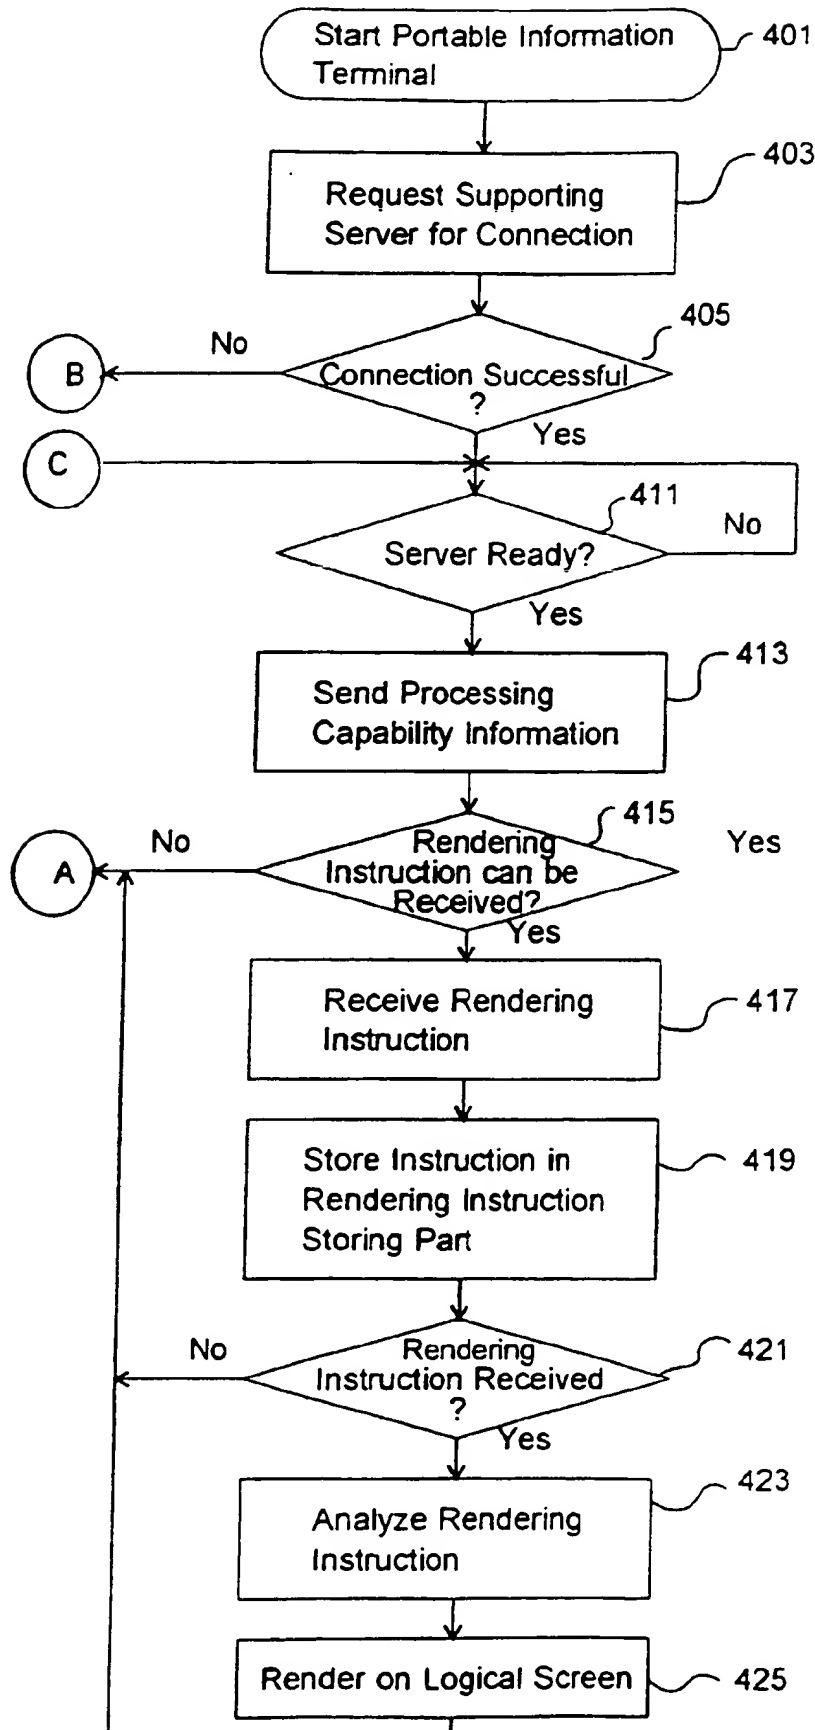 Start Portable Information
Terminal
401
Request Supporting
Server for Connection
403
405
No
B
Connection Successful
?
Yes
C
411
No
Server Ready?
Yes
413
Send Processing
Capability Information
415
No
Yes
A
Rendering
Instruction can be
Received?
Yes
Receive Rendering
Instruction
417
Store Instruction in
Rendering Instruction
Storing Part
419
No
Rendering
Instruction Received
?
421
Yes
423
Analyze Rendering
Instruction
Render on Logical Screen
425